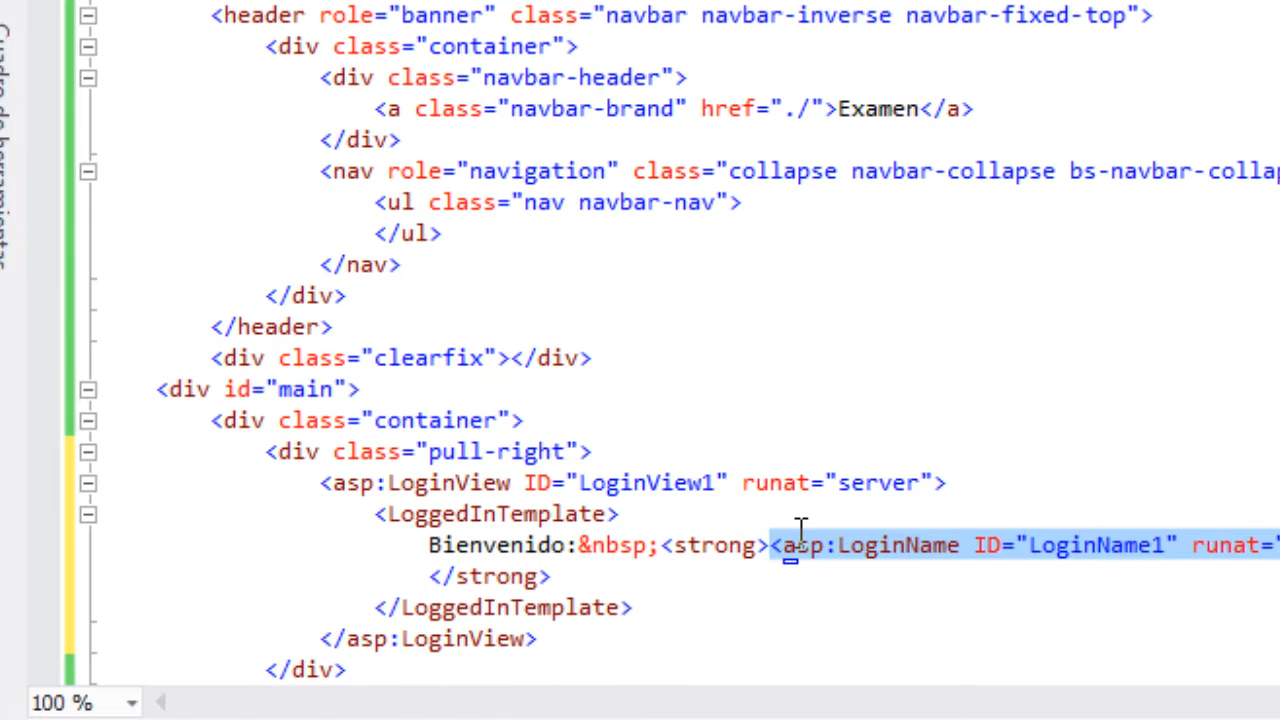 Cuadro de herramientas
<header role="banner" class="navbar navbar-inverse navbar-fixed-top">
<div class="container">
<div class="navbar-header">
<a class="navbar-brand" href="./">Examen</a>
</div>
<nav role="navigation" class="collapse navbar-collapse bs-navbar-collap
<ul class="nav navbar-nav">
</ul>
</nav>
</div>
</header>
<div class="clearfix"></div>
<div id="main">
<div class="container">
<div class="pull-right">
<asp:LoginView ID="LoginView1" runat="server">
<LoggedInTemplate>
Bienvenido:&nbsp;<strong><asp:LoginName ID="LoginName1" runat="
</strong>
</LoggedInTemplate>
</asp:LoginView>
</div>
100 %